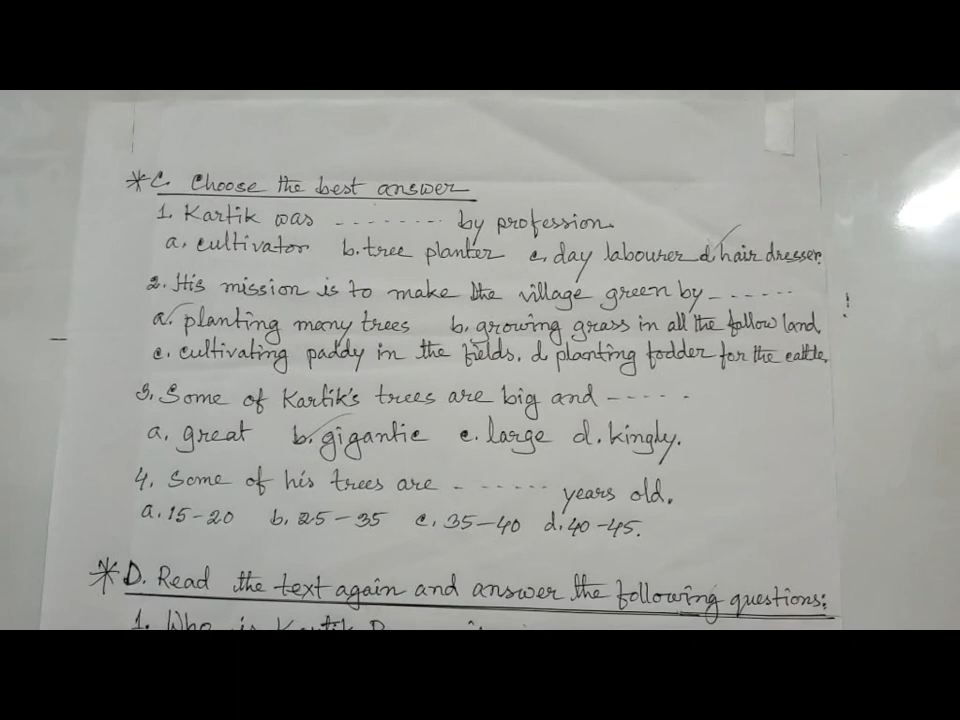 *C. Choose the best answer
1. Kartik was -------- by profession.
a. cultivator b. tree planter c. day labourer d. hair dresser.
2. His mission is to make the village green by ------
a. planting many trees b. growing grass in all the fallow land.
c. cultivating paddy in the fields. d. planting fodder for the cattle.
3. Some of Kartik's trees are big and -----
a. great b. gigantic c. large d. kingly.
4. Some of his trees are ------ years old.
a. 15-20 b. 25-35 c. 35-40 d. 40-45.
*D. Read the text again and answer the following questions:
1. Who is Kartik